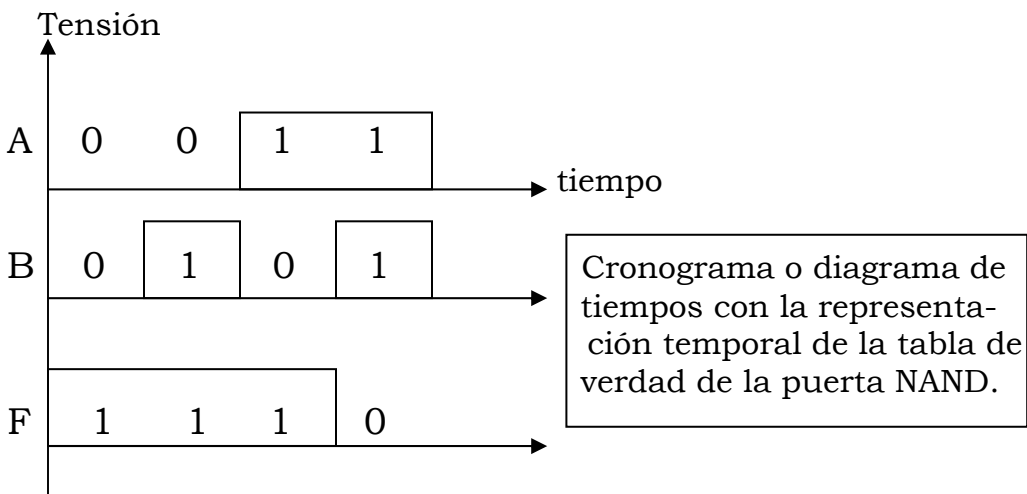 Tensión
A 0 0 1 1
tiempo
B 0 1 0 1
Cronograma o diagrama de
tiempos con la representa-
ción temporal de la tabla de
verdad de la puerta NAND.
F 1 1 1 0